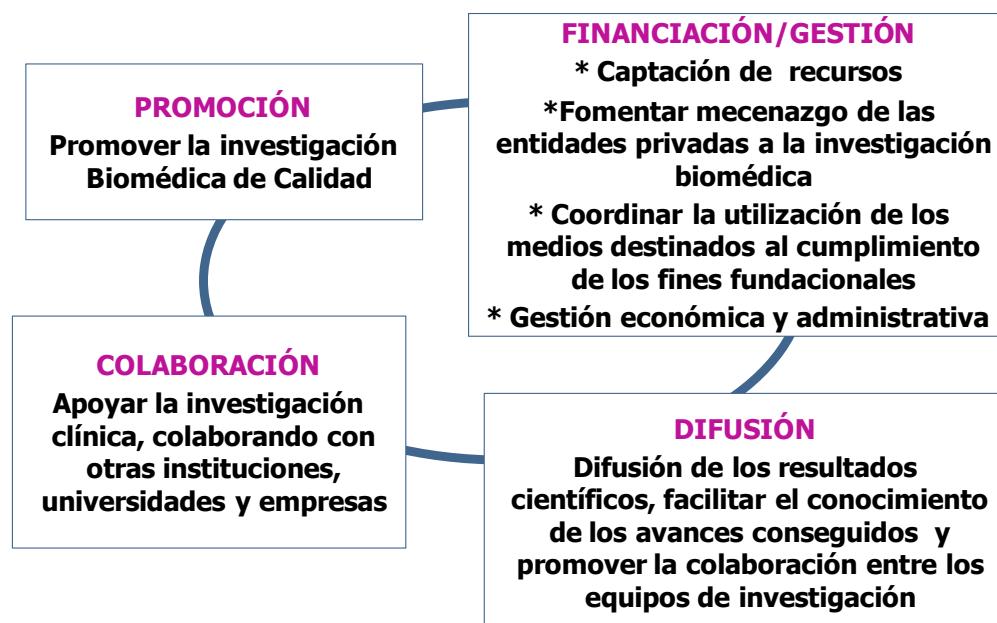 PROMOCIÓN
Promover la investigación
Biomédica de Calidad
FINANCIACIÓN/GESTIÓN
* Captación de recursos
*Fomentar mecenazgo de las
entidades privadas a la investigación
biomédica
* Coordinar la utilización de los
medios destinados al cumplimiento
de los fines fundacionales
* Gestión económica y administrativa
COLABORACIÓN
Apoyar la investigación
clínica, colaborando con
otras instituciones,
universidades y empresas
DIFUSIÓN
Difusión de los resultados
científicos, facilitar el conocimiento
de los avances conseguidos y
promover la colaboración entre los
equipos de investigación